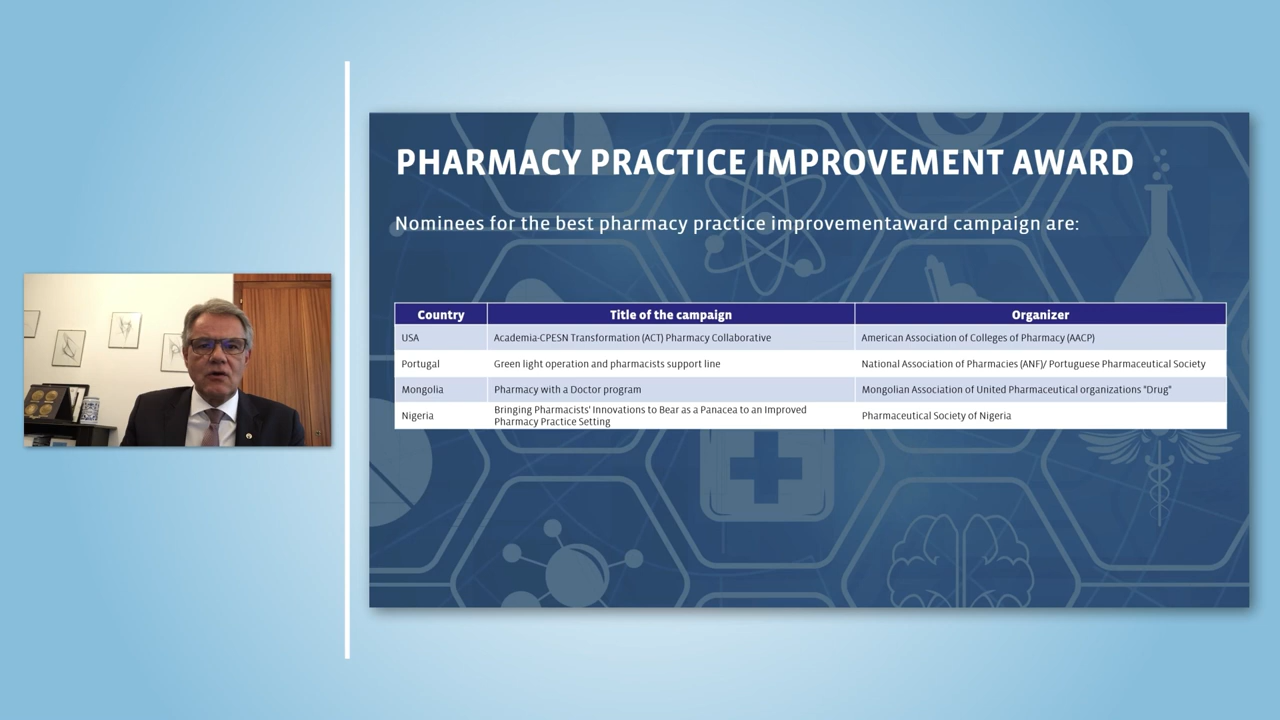 PHARMACY PRACTICE IMPROVEMENT AWARD
Nominees for the best pharmacy practice improvementaward campaign are:
Country Title of the campaign Organizer
USA Academia-CPESN Transformation (ACT) Pharmacy Collaborative American Association of Colleges of Pharmacy (AACP)
Portugal Green light operation and pharmacists support line National Association of Pharmacies (ANF)/ Portuguese Pharmaceutical Society
Mongolia Pharmacy with a Doctor program Mongolian Association of United Pharmaceutical organizations "Drug"
Nigeria Bringing Pharmacists' Innovations to Bear as a Panacea to an Improved
Pharmacy Practice Setting Pharmaceutical Society of Nigeria